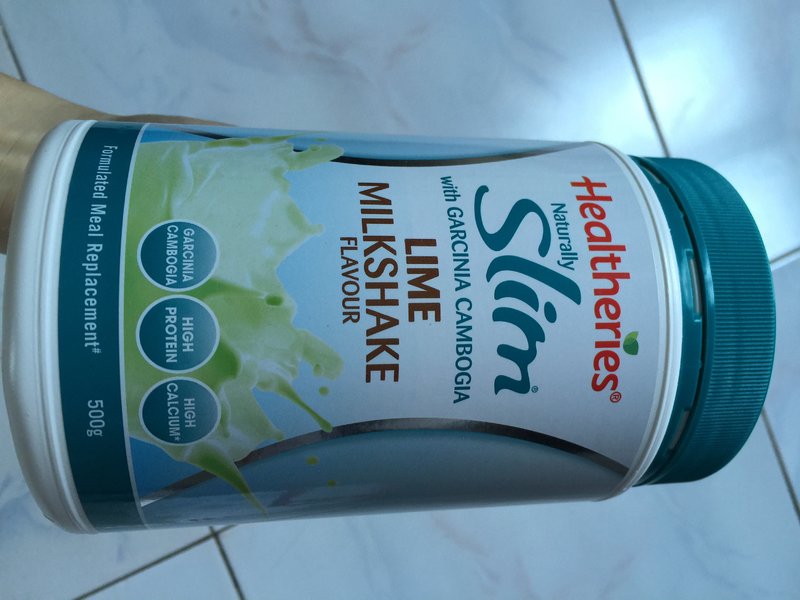 Healtheries®
Naturally
Slim®
with GARCINIA CAMBOGIA
LIME
MILKSHAKE
FLAVOUR
GARCINIA
CAMBOGIA
HIGH
PROTEIN
HIGH
CALCIUM*
Formulated Meal Replacement# 500g